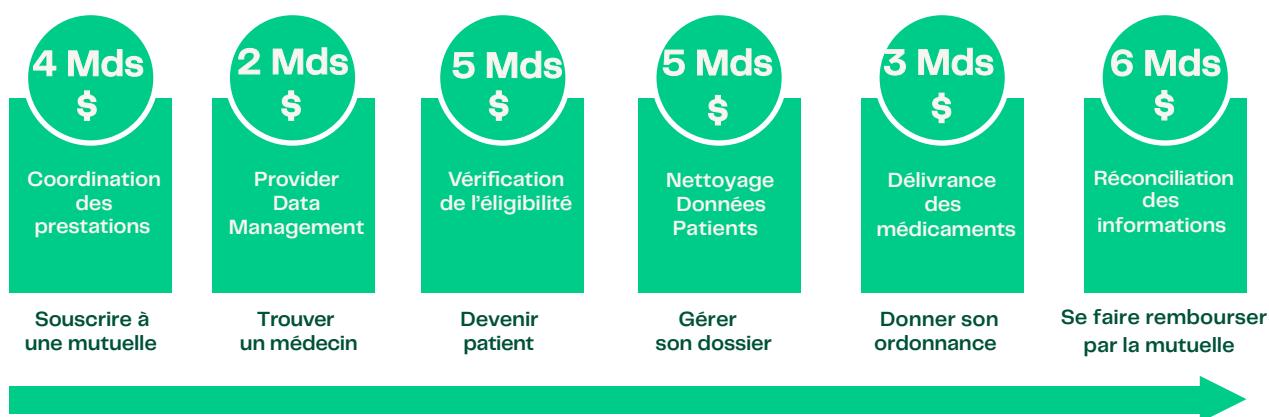 4 Mds
$
Coordination
des
prestations
Souscrire à
une mutuelle
2 Mds
$
Provider
Data
Management
Trouver
un médecin
5 Mds
$
Vérification
de l'éligibilité
Devenir
patient
5 Mds
$
Nettoyage
Données
Patients
Gérer
son dossier
3 Mds
$
Délivrance
des
médicaments
Donner son
ordonnance
6 Mds
$
Réconciliation
des
informations
Se faire rembourser
par la mutuelle